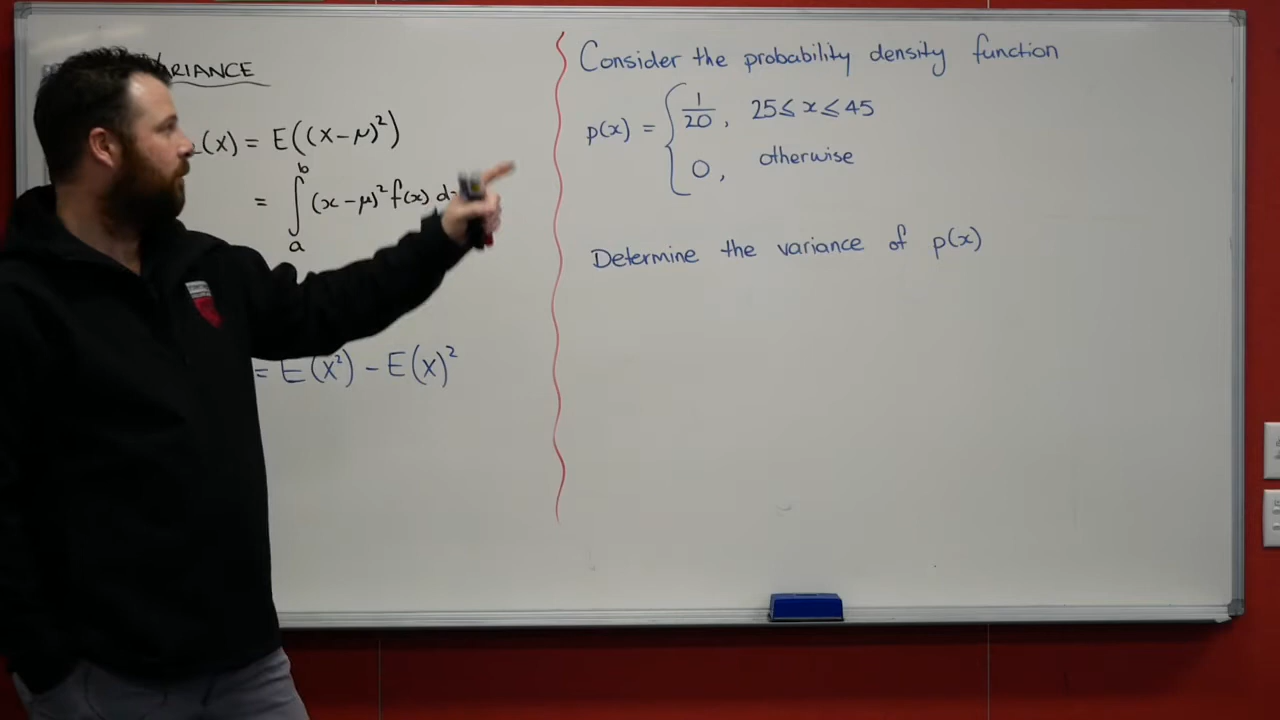 VARIANCE
(x) = E((X-μ)²)
= ∫ₐᵇ (x-μ)² f(x) d
= E(X²) - E(X)²
Consider the probability density function
p(x) = { 1/20, 25≤x≤45
0, otherwise
Determine the variance of p(x)